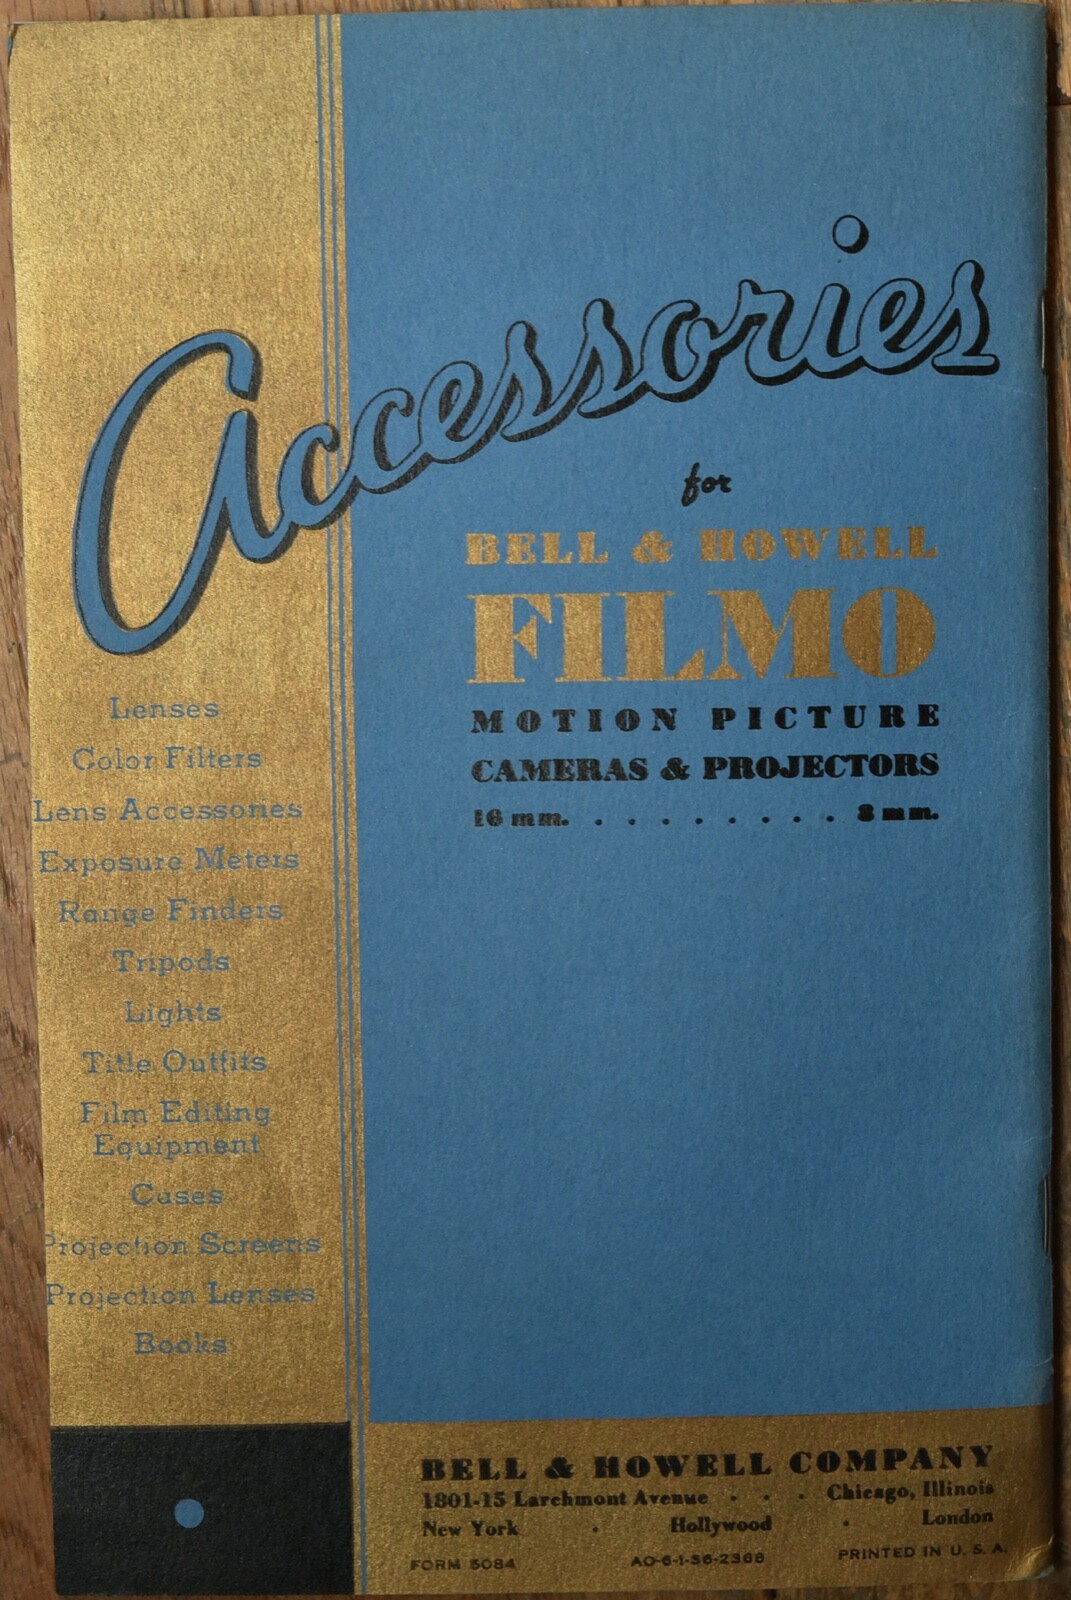 Accessories
for
BELL & HOWELL
FILMO
MOTION PICTURE
CAMERAS & PROJECTORS
16 mm. . . . . . . . . . 8 mm.
Lenses
Color Filters
Lens Accessories
Exposure Meters
Range Finders
Tripods
Lights
Title Outfits
Film Editing
Equipment
Cases
Projection Screens
Projection Lenses
Books
BELL & HOWELL COMPANY
1801-15 Larchmont Avenue . . . Chicago, Illinois
New York . Hollywood . London
FORM 5084 AO-6-1-36-2368 PRINTED IN U. S. A.